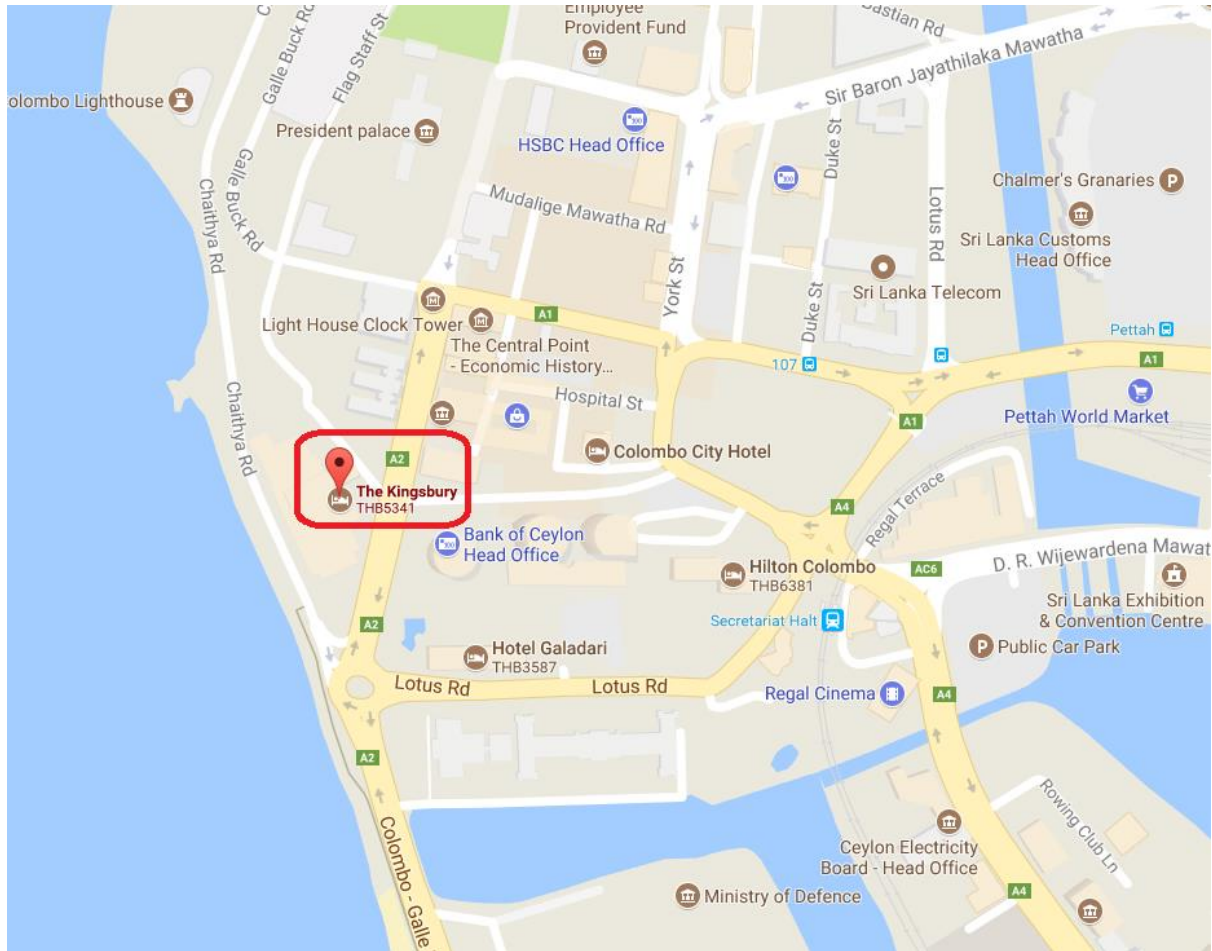 Employee
Provident Fund
Bastian Rd
Galle Buck Rd
Flag Staff St
Sir Baron Jayathilaka Mawatha
olombo Lighthouse
President palace
HSBC Head Office
Duke St
Chalmer's Granaries
P
Galle Buck Rd
Mudalige Mawatha Rd
Lotus Rd
Chaithya Rd
Sri Lanka Customs
Head Office
York St
Sri Lanka Telecom
Duke St
A1
Light House Clock Tower
The Central Point
- Economic History...
Pettah
107
A1
Chaithya Rd
Hospital St
A1
Pettah World Market
A2
Colombo City Hotel
The Kingsbury
THB5341
A4
Regal Terrace
Bank of Ceylon
Head Office
Hilton Colombo
THB6381
AC6
D. R. Wijewardena Mawat
Sri Lanka Exhibition
& Convention Centre
A2
Secretariat Halt
Hotel Galadari
THB3587
P
Public Car Park
Lotus Rd
Lotus Rd
Regal Cinema
A4
A2
Colombo - Galle
Rowing Club Ln
Ceylon Electricity
Board - Head Office
Ministry of Defence
A4